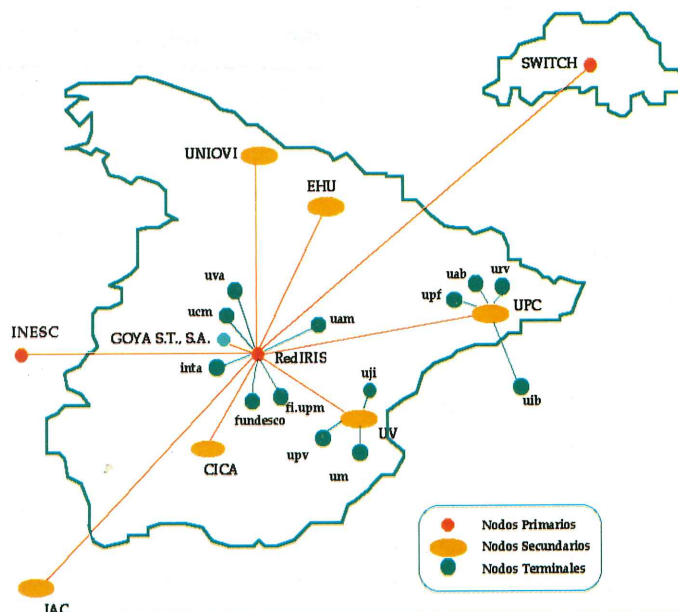 SWITCH
UNIOVI
EHU
uva
uab
urv
upf
UPC
ucm
uam
GOYA S.T., S.A.
INESC
RedIRIS
inta
uji
uib
fi.upm
fundesco
UV
upv
CICA
um
Nodos Primarios
Nodos Secundarios
Nodos Terminales
IAC